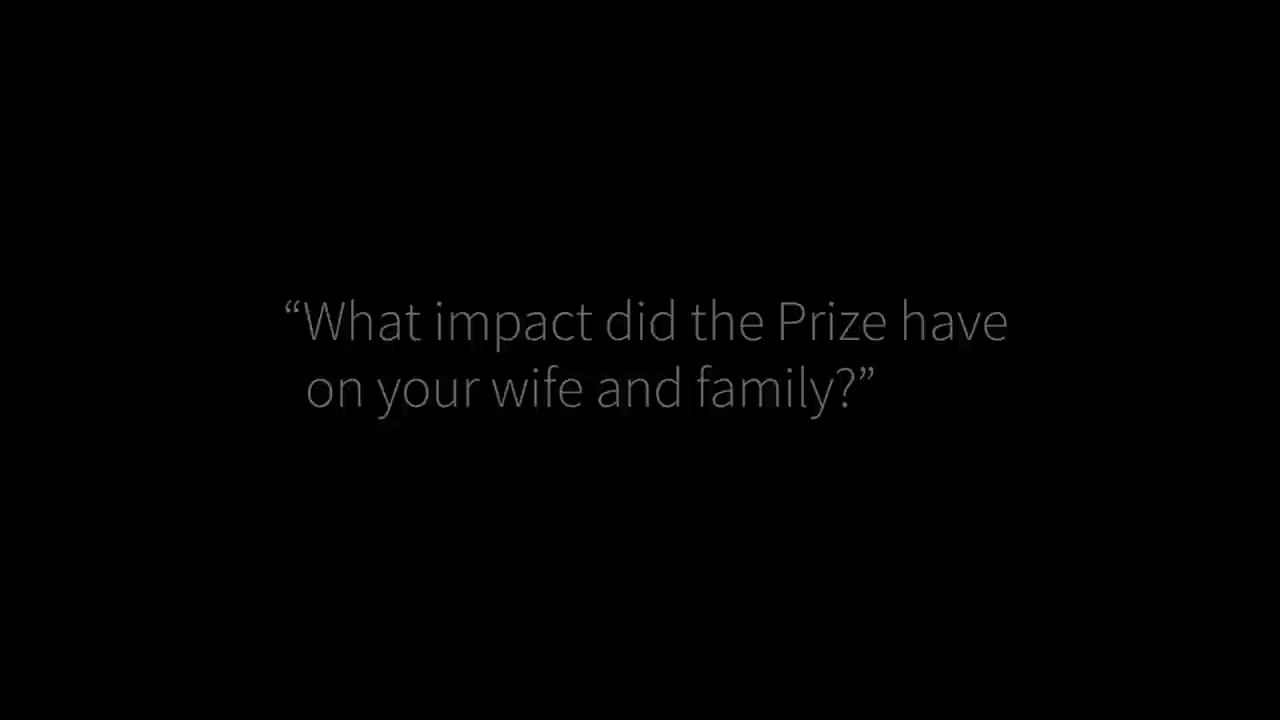 “What impact did the Prize have
on your wife and family?”